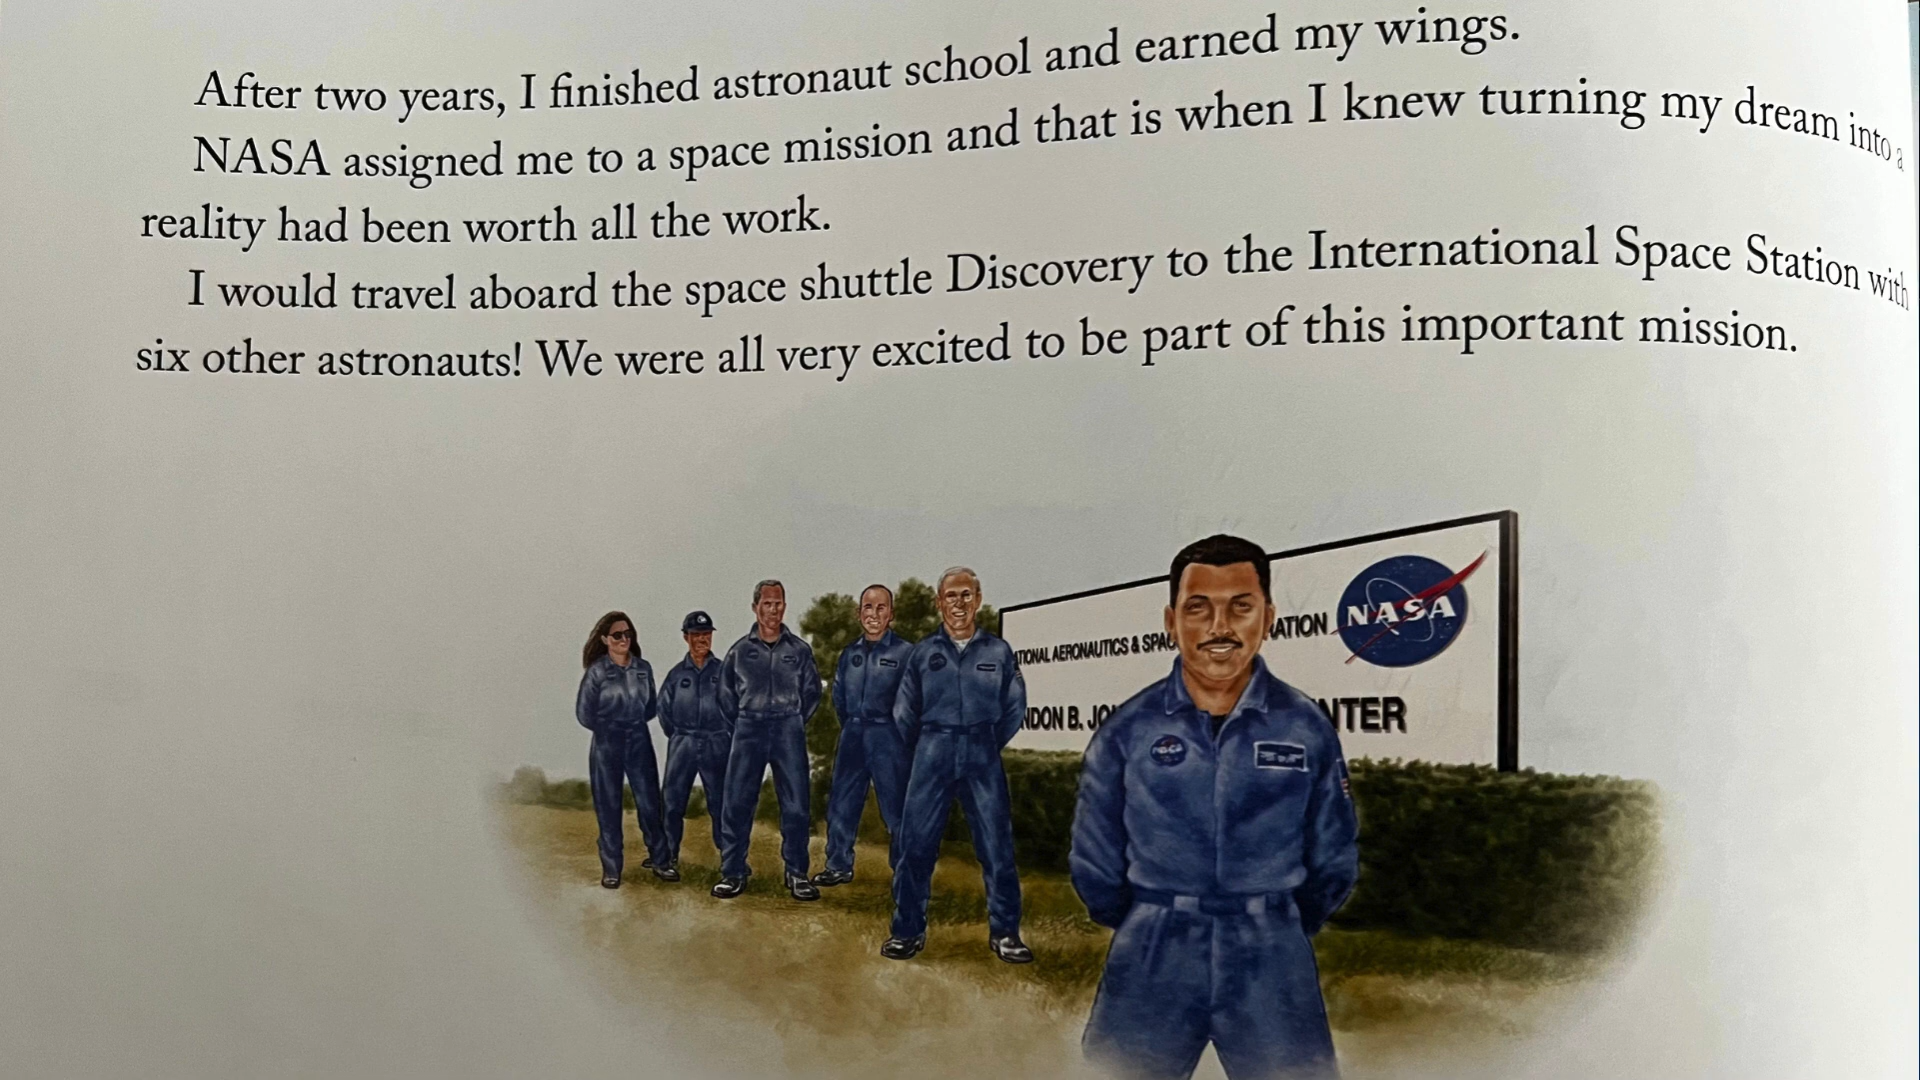 After two years, I finished astronaut school and earned my wings.
NASA assigned me to a space mission and that is when I knew turning my dream into a
reality had been worth all the work.
I would travel aboard the space shuttle Discovery to the International Space Station with
six other astronauts! We were all very excited to be part of this important mission.
TIONAL AERONAUTICS & SPAC ATION NASA
NDON B. JO NTER